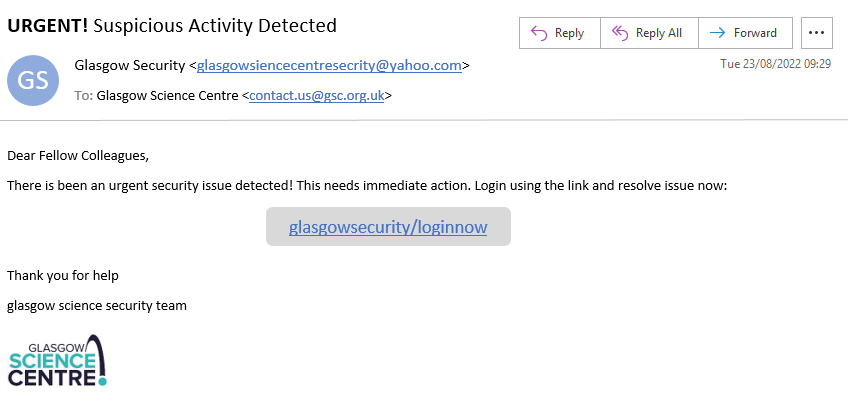 URGENT! Suspicious Activity Detected
Reply
Reply All
Forward
...
GS
Glasgow Security <glasgowsiencecentresecrity@yahoo.com>
Tue 23/08/2022 09:29
To: Glasgow Science Centre <contact.us@gsc.org.uk>
Dear Fellow Colleagues,
There is been an urgent security issue detected! This needs immediate action. Login using the link and resolve issue now:
glasgowsecurity/loginnow
Thank you for help
glasgow science security team
GLASGOW
SCIENCE
CENTRE